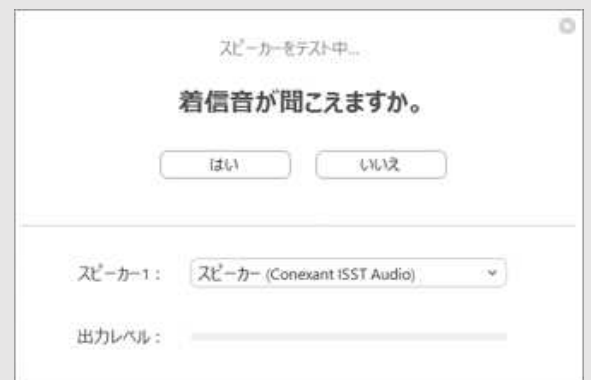 スピーカーをテスト中...
着信音が聞こえますか。
はい
いいえ
スピーカー1：
スピーカー (Conexant ISST Audio)
出力レベル：